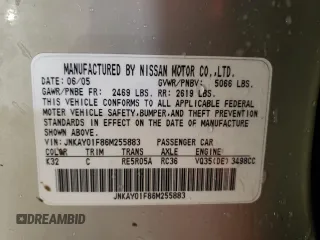 MANUFACTURED BY NISSAN MOTOR CO.,LTD.
DATE: 06/05 GVWR/PNBV: 5066 LBS.
GAWR/PNBE FR: 2469 LBS. RR: 2619 LBS.
THIS VEHICLE CONFORMS TO ALL APPLICABLE FEDERAL
MOTOR VEHICLE SAFETY,BUMPER,AND THEFT PREVENTION
STANDARDS IN EFFECT ON THE DATE OF MANUFACTURE
SHOWN ABOVE.
VIN: JNKAY01F86M255883 PASSENGER CAR
COLOR TRIM TRANS AXLE ENGINE
K32 C RE5R05A RC36 VQ35(DE) 3498CC
JNKAY01F86M255883
DREAMBID